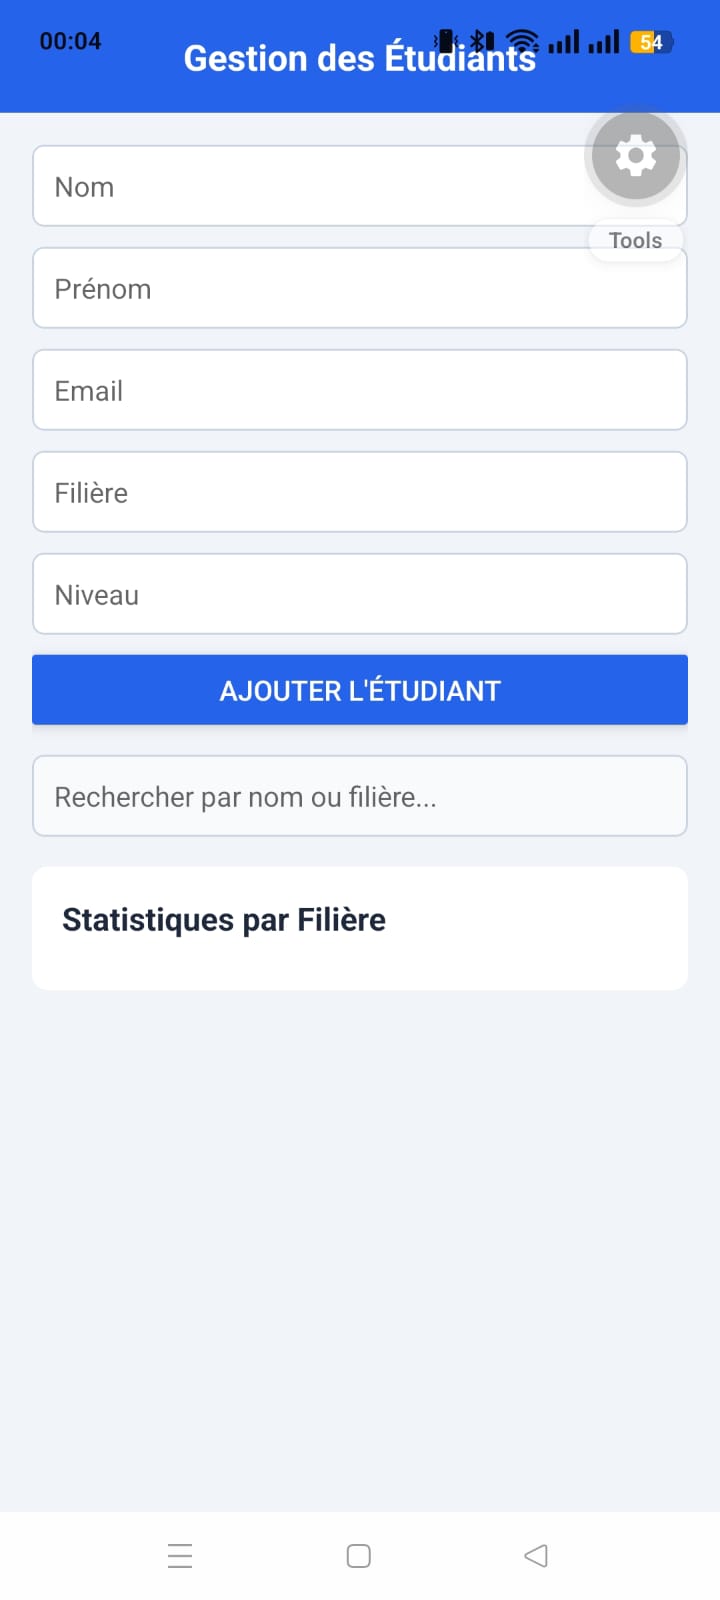 00:04
54
Gestion des Étudiants
Nom
Tools
Prénom
Email
Filière
Niveau
AJOUTER L'ÉTUDIANT
Rechercher par nom ou filière...
Statistiques par Filière